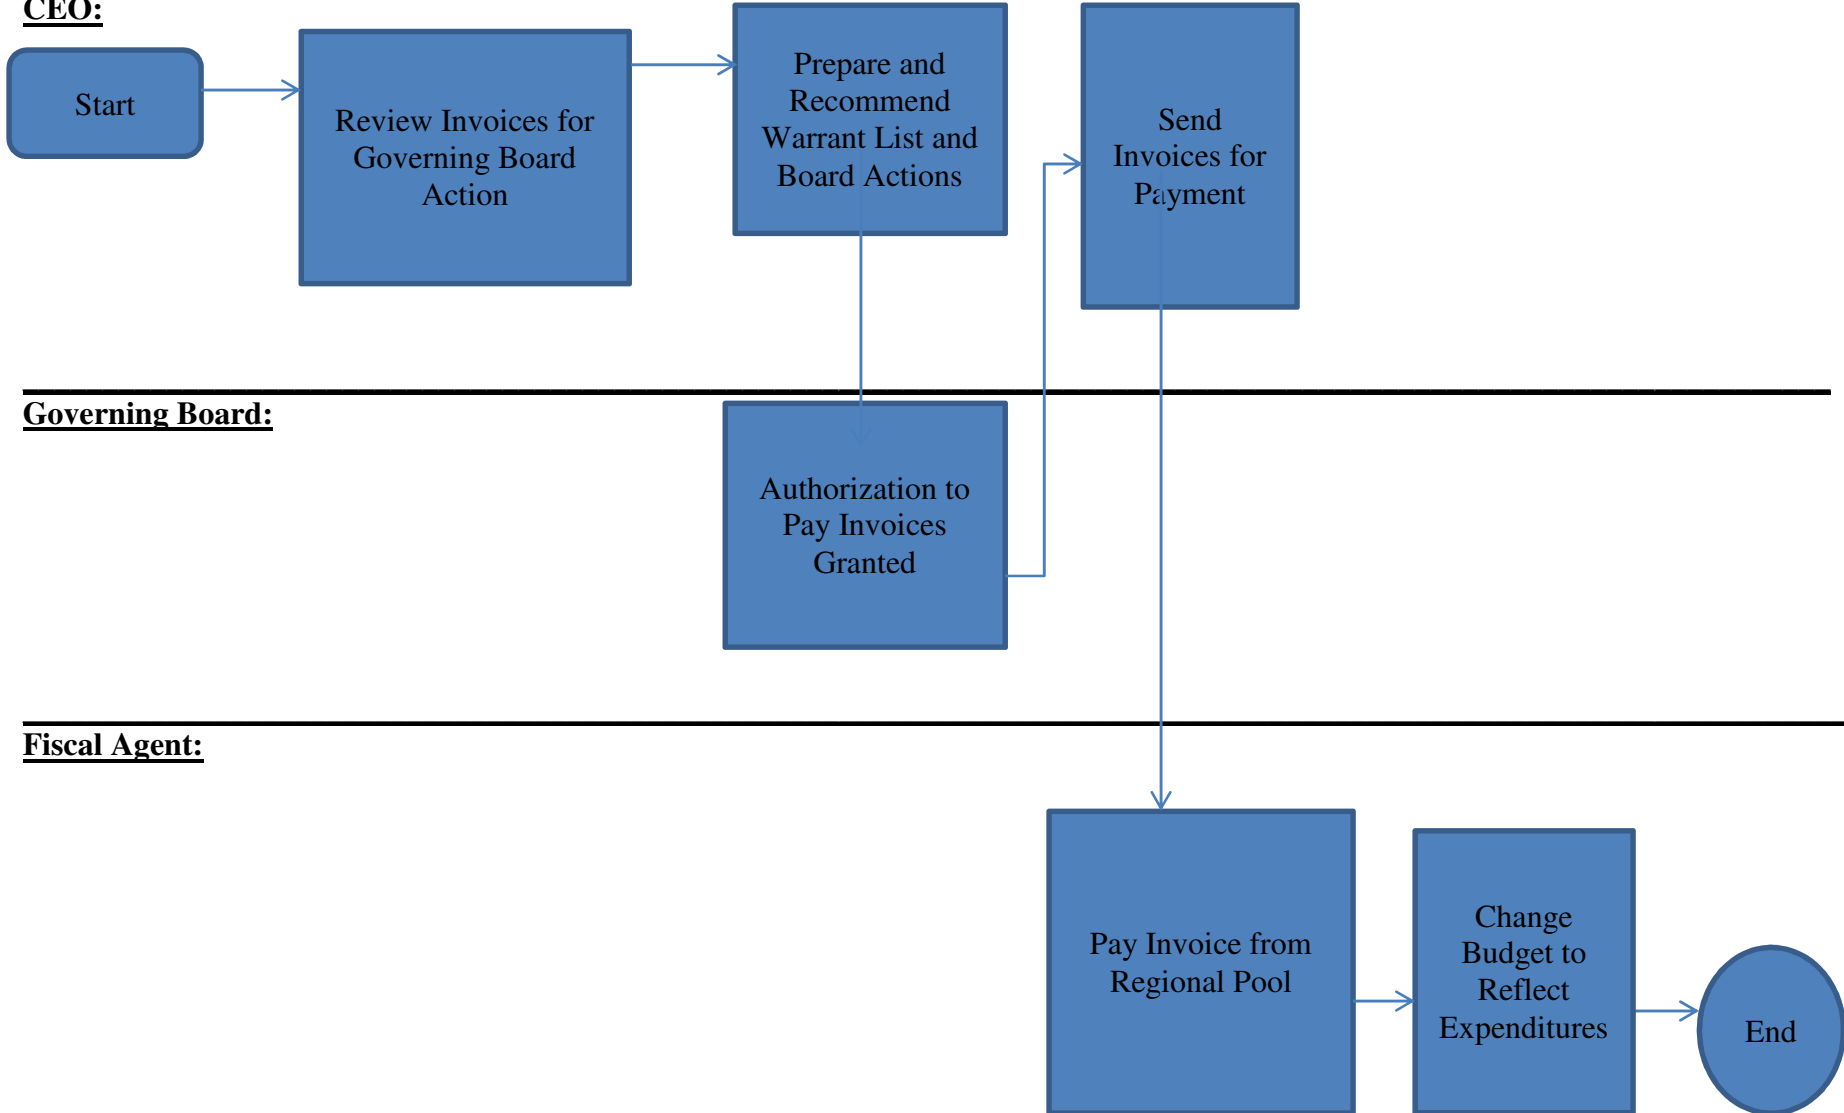 CEO:
Start
Review Invoices for
Governing Board
Action
Prepare and
Recommend
Warrant List and
Board Actions
Send
Invoices for
Payment
Governing Board:
Authorization to
Pay Invoices
Granted
Fiscal Agent:
Pay Invoice from
Regional Pool
Change
Budget to
Reflect
Expenditures
End